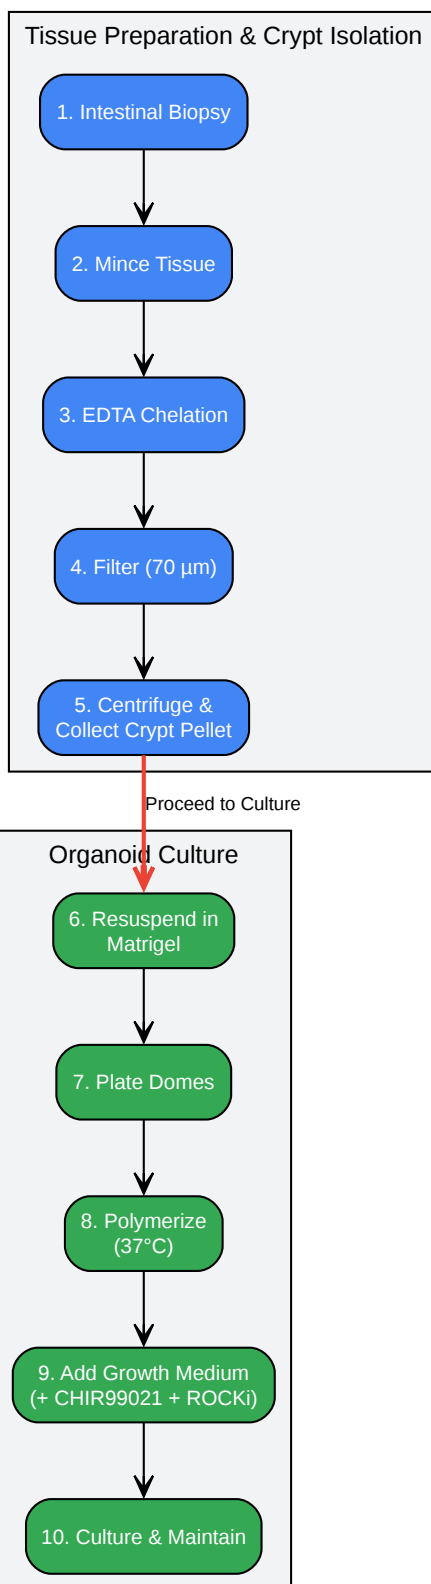 Tissue Preparation & Crypt Isolation
1. Intestinal Biopsy
2. Mince Tissue
3. EDTA Chelation
4. Filter (70 µm)
5. Centrifuge &
Collect Crypt Pellet
Proceed to Culture
Organoid Culture
6. Resuspend in
Matrigel
7. Plate Domes
8. Polymerize
(37°C)
9. Add Growth Medium
(+ CHIR99021 + ROCKi)
10. Culture & Maintain